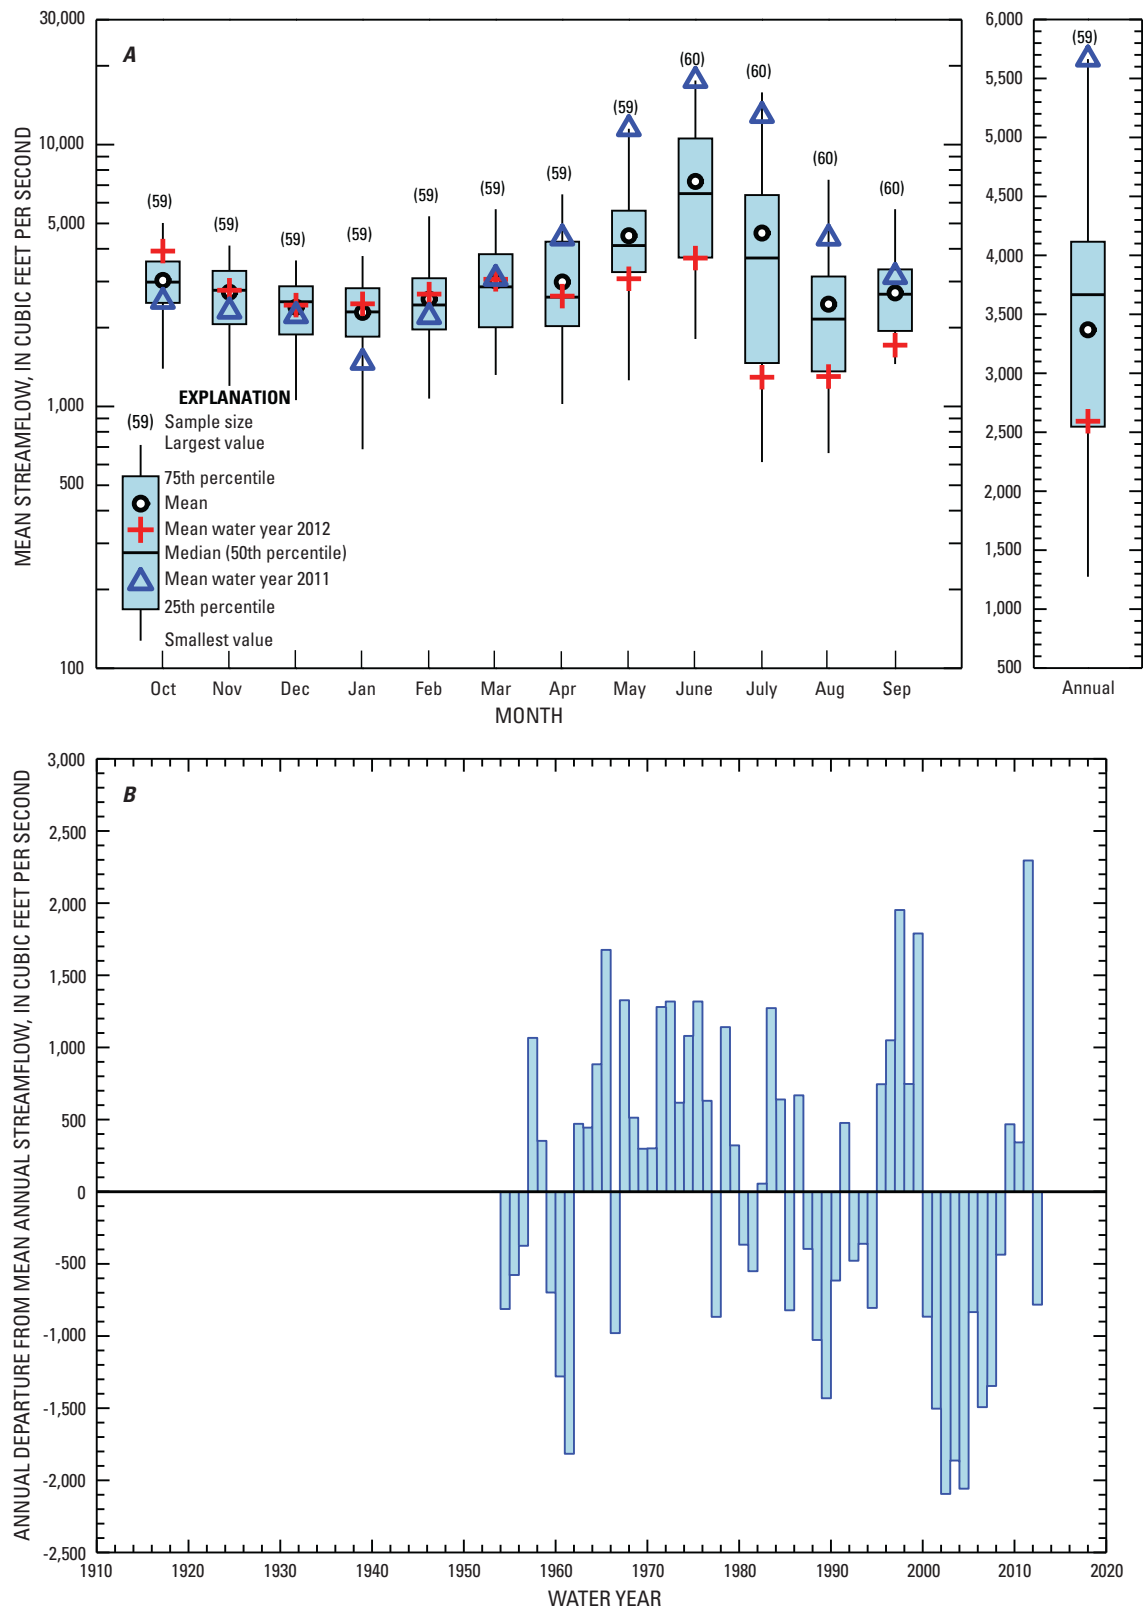 A
MEAN STREAMFLOW, IN CUBIC FEET PER SECOND
30,000
10,000
5,000
1,000
500
100
(59)
(59)
(59)
(59)
(59)
(59)
(59)
(59)
(60)
(60)
(60)
(60)
EXPLANATION
(59) Sample size
Largest value
75th percentile
Mean
Mean water year 2012
Median (50th percentile)
Mean water year 2011
25th percentile
Smallest value
Oct Nov Dec Jan Feb Mar Apr May June July Aug Sep
MONTH
6,000
5,500
5,000
4,500
4,000
3,500
3,000
2,500
2,000
1,500
1,000
500
(59)
Annual
B
ANNUAL DEPARTURE FROM MEAN ANNUAL STREAMFLOW, IN CUBIC FEET PER SECOND
3,000
2,500
2,000
1,500
1,000
500
0
-500
-1,000
-1,500
-2,000
-2,500
1910 1920 1930 1940 1950 1960 1970 1980 1990 2000 2010 2020
WATER YEAR